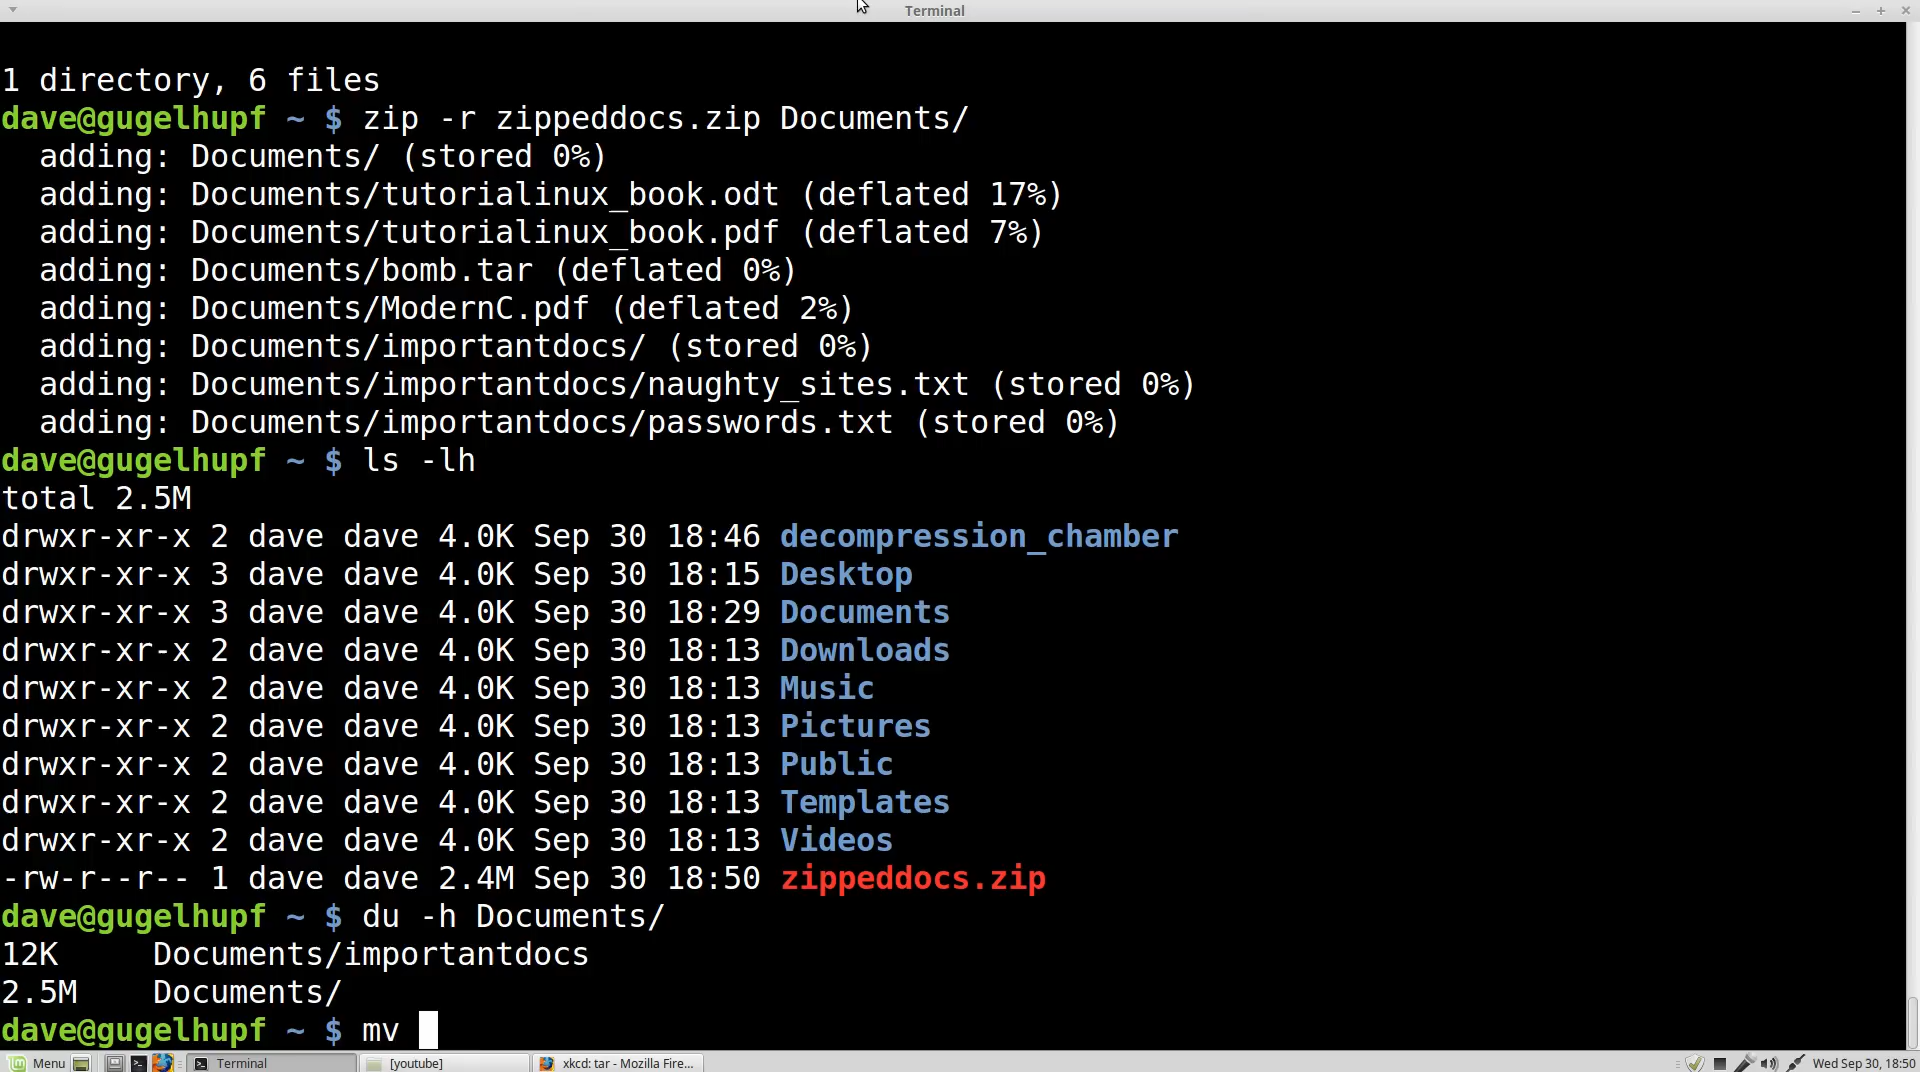 Terminal
1 directory, 6 files
dave@gugelhupf ~ $ zip -r zippeddocs.zip Documents/
  adding: Documents/ (stored 0%)
  adding: Documents/tutorialinux_book.odt (deflated 17%)
  adding: Documents/tutorialinux_book.pdf (deflated 7%)
  adding: Documents/bomb.tar (deflated 0%)
  adding: Documents/ModernC.pdf (deflated 2%)
  adding: Documents/importantdocs/ (stored 0%)
  adding: Documents/importantdocs/naughty_sites.txt (stored 0%)
  adding: Documents/importantdocs/passwords.txt (stored 0%)
dave@gugelhupf ~ $ ls -lh
total 2.5M
drwxr-xr-x 2 dave dave 4.0K Sep 30 18:46 decompression_chamber
drwxr-xr-x 3 dave dave 4.0K Sep 30 18:15 Desktop
drwxr-xr-x 3 dave dave 4.0K Sep 30 18:29 Documents
drwxr-xr-x 2 dave dave 4.0K Sep 30 18:13 Downloads
drwxr-xr-x 2 dave dave 4.0K Sep 30 18:13 Music
drwxr-xr-x 2 dave dave 4.0K Sep 30 18:13 Pictures
drwxr-xr-x 2 dave dave 4.0K Sep 30 18:13 Public
drwxr-xr-x 2 dave dave 4.0K Sep 30 18:13 Templates
drwxr-xr-x 2 dave dave 4.0K Sep 30 18:13 Videos
-rw-r--r-- 1 dave dave 2.4M Sep 30 18:50 zippeddocs.zip
dave@gugelhupf ~ $ du -h Documents/
12K     Documents/importantdocs
2.5M    Documents/
dave@gugelhupf ~ $ mv
Menu Terminal [youtube] xkcd: tar - Mozilla Fire... Wed Sep 30, 18:50